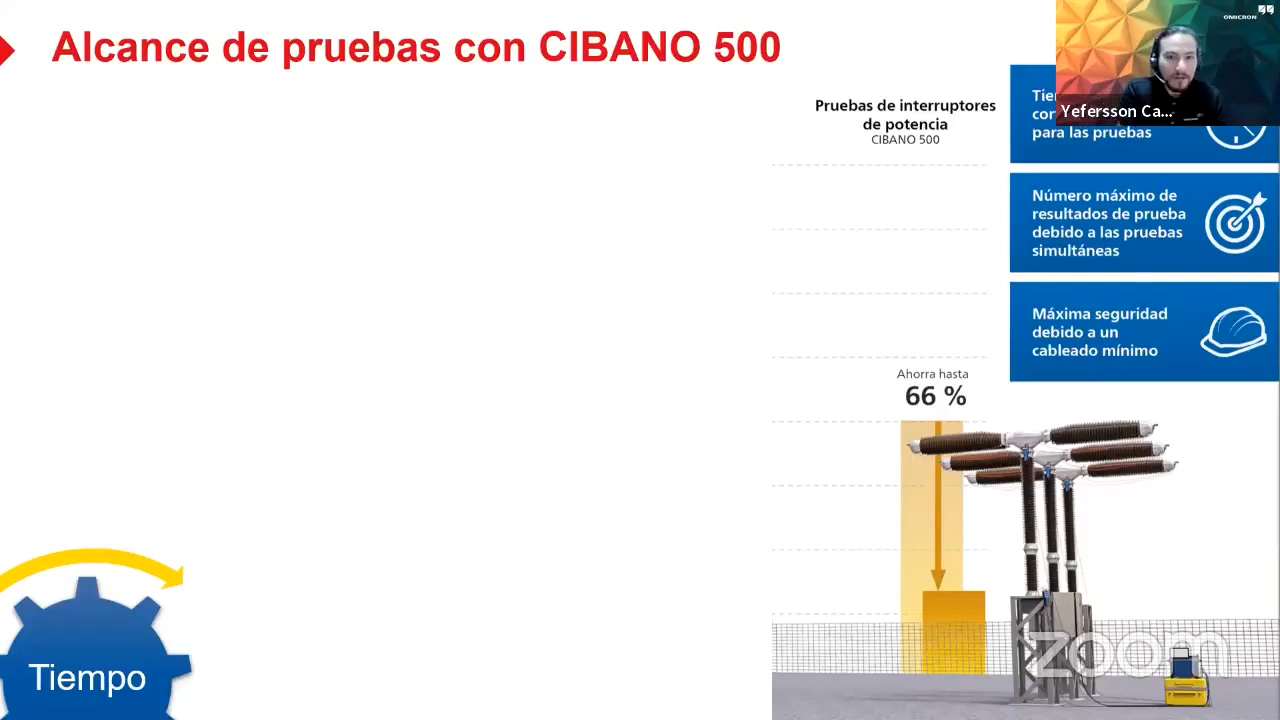 Alcance de pruebas con CIBANO 500
OMICRON
Yefersson Ca...
Pruebas de interruptores
de potencia
CIBANO 500
para las pruebas
Número máximo de
resultados de prueba
debido a las pruebas
simultáneas
Máxima seguridad
debido a un
cableado mínimo
Ahorra hasta
66 %
Tiempo
zoom